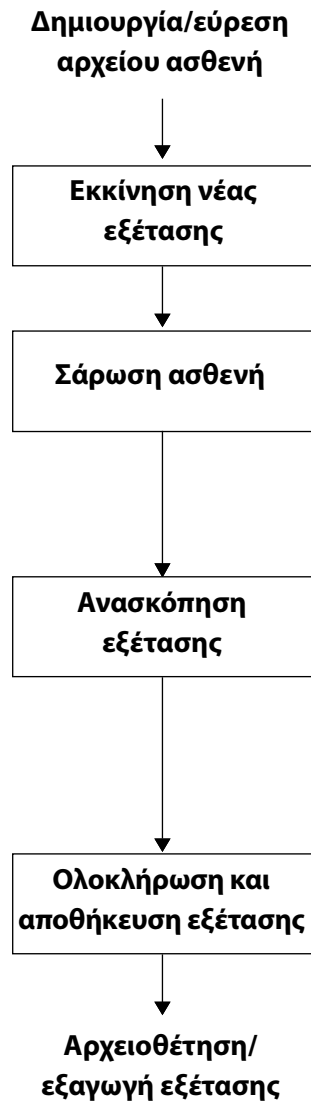 Δημιουργία/εύρεση
αρχείου ασθενή
Εκκίνηση νέας
εξέτασης
Σάρωση ασθενή
Ανασκόπηση
εξέτασης
Ολοκλήρωση και
αποθήκευση εξέτασης
Αρχειοθέτηση/
εξαγωγή εξέτασης